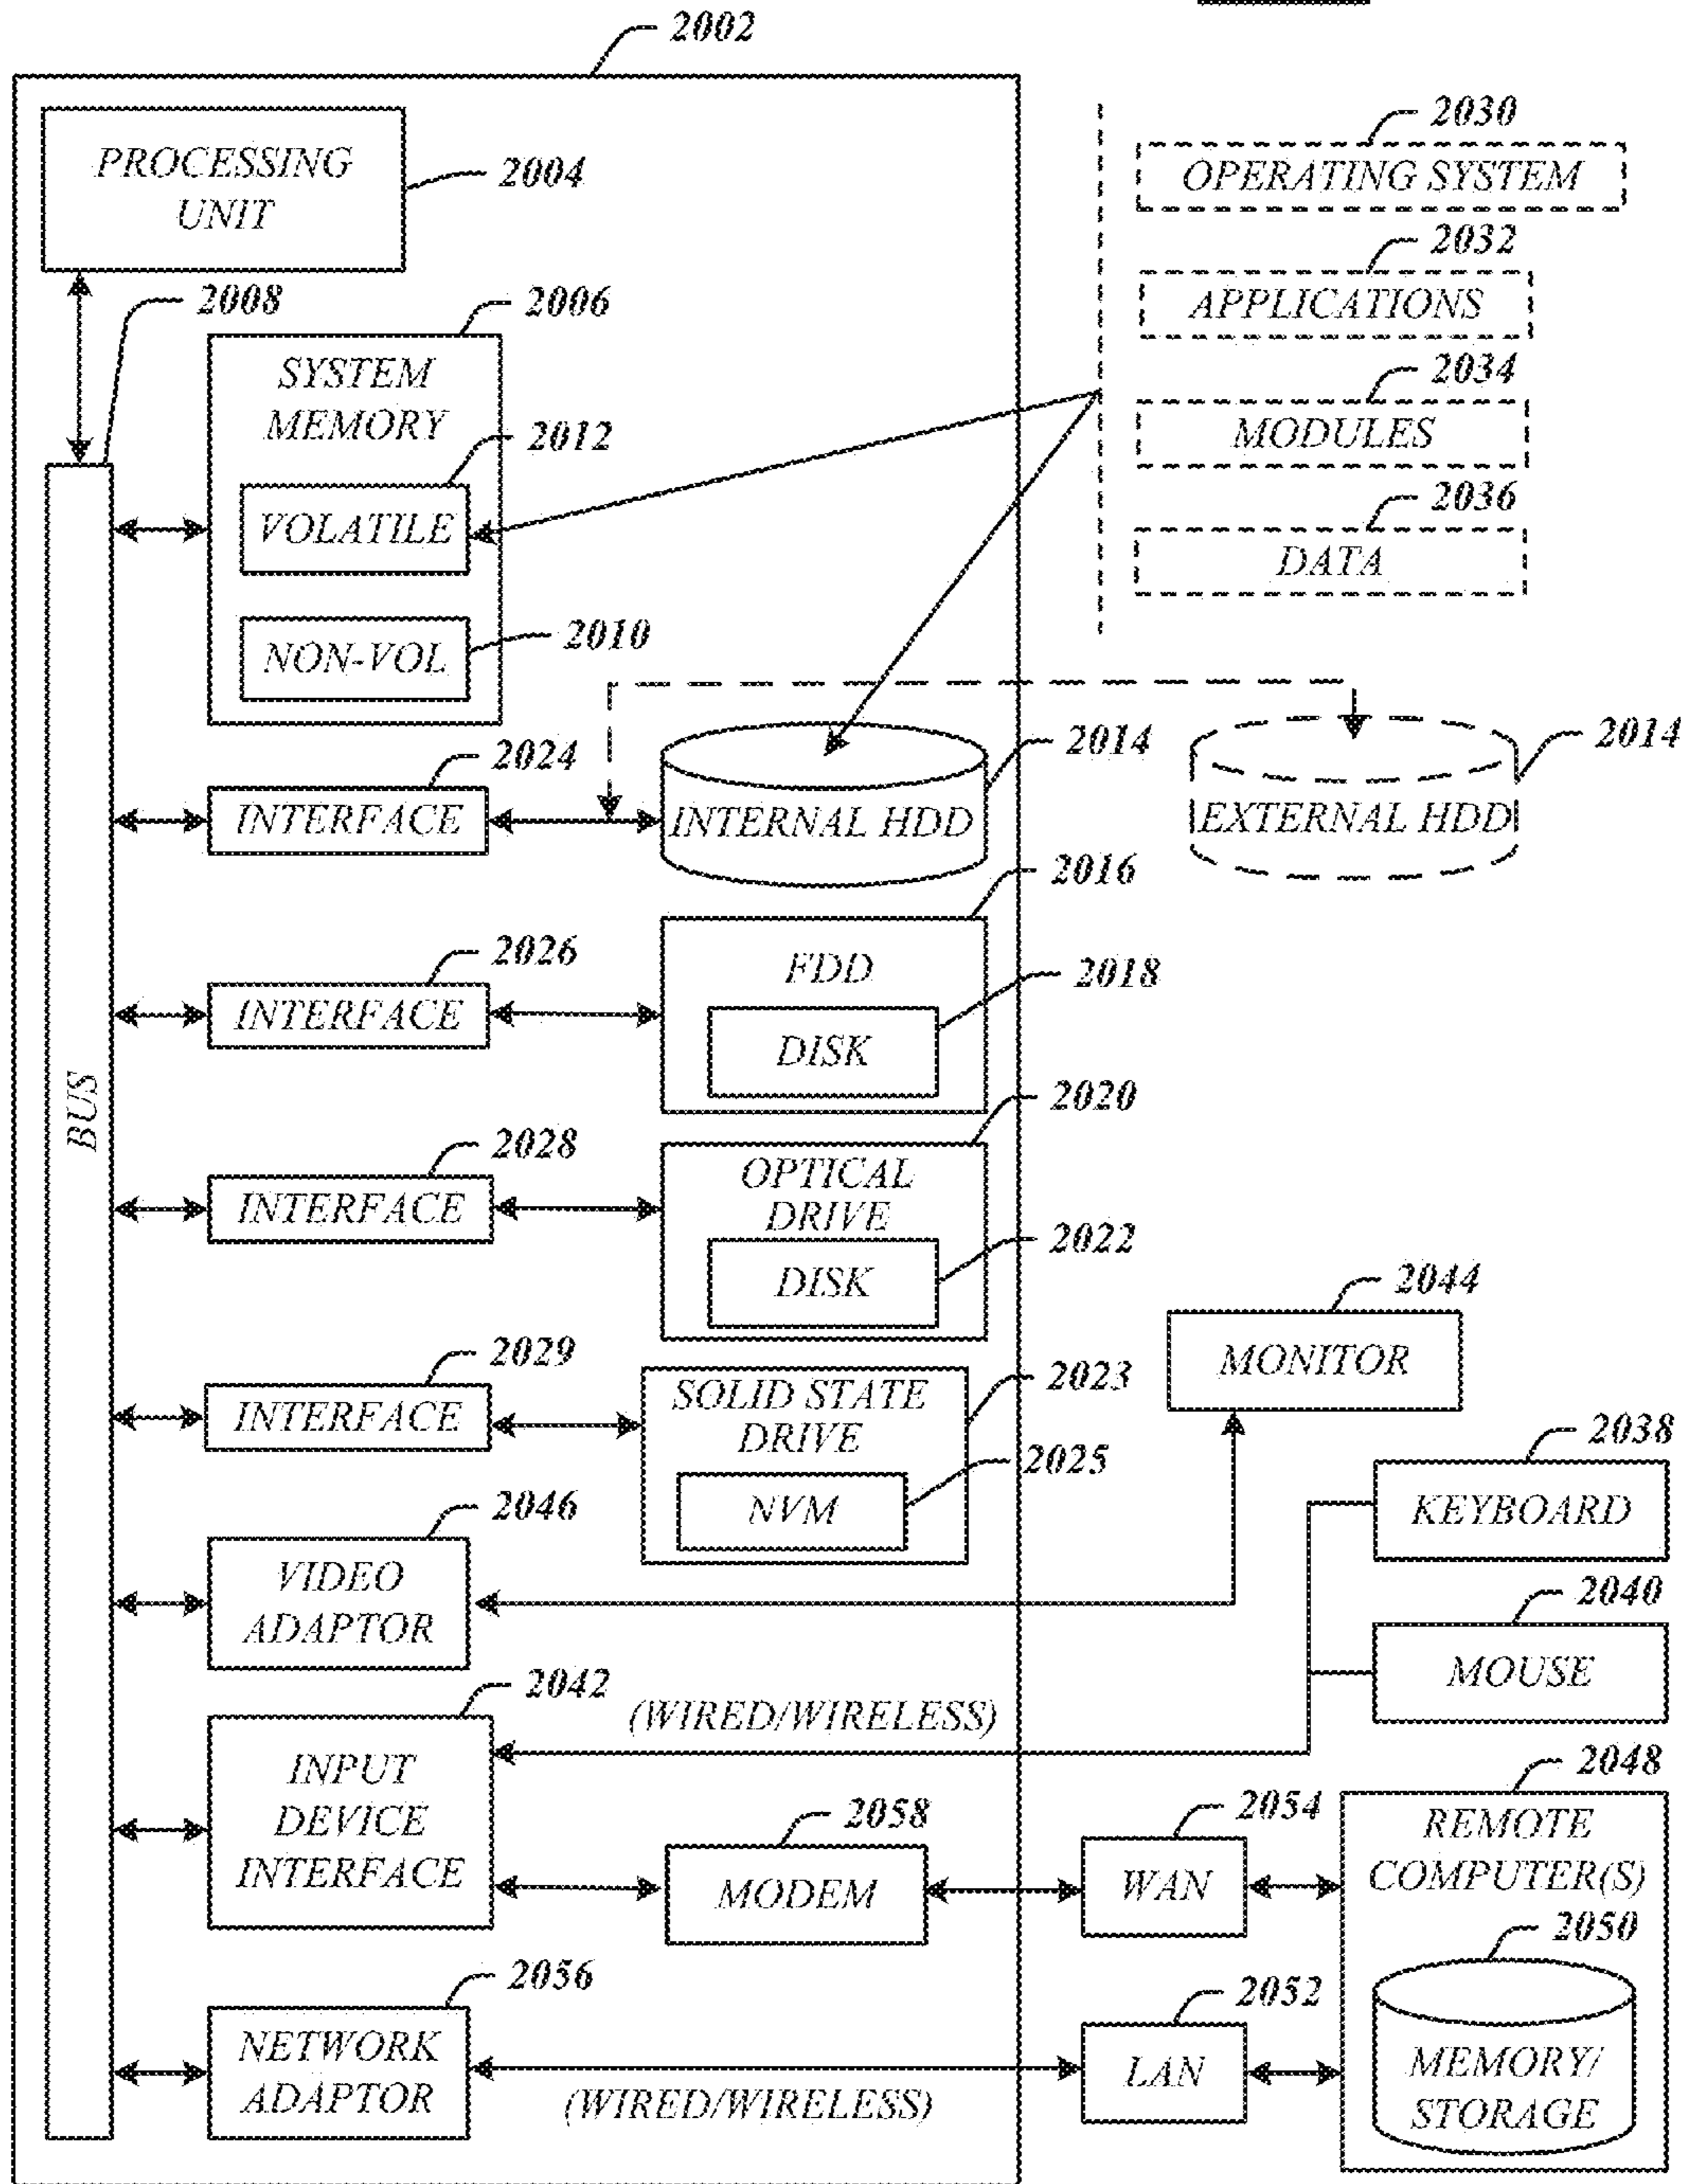 2002
PROCESSING
UNIT
2004
2030
OPERATING SYSTEM
2032
APPLICATIONS
2034
MODULES
2036
DATA
2008
2006
SYSTEM
MEMORY
2012
VOLATILE
2010
NON-VOL
2024
INTERFACE
2014
INTERNAL HDD
2014
EXTERNAL HDD
2016
FDD
2026
INTERFACE
2018
DISK
BUS
2020
OPTICAL
DRIVE
2028
INTERFACE
2022
DISK
2044
MONITOR
2029
INTERFACE
2023
SOLID STATE
DRIVE
2025
NVM
2038
KEYBOARD
2046
VIDEO
ADAPTOR
2040
MOUSE
2042
INPUT
DEVICE
INTERFACE
(WIRED/WIRELESS)
2058
MODEM
2054
WAN
2048
REMOTE
COMPUTER(S)
2050
MEMORY/
STORAGE
2056
NETWORK
ADAPTOR
(WIRED/WIRELESS)
2052
LAN